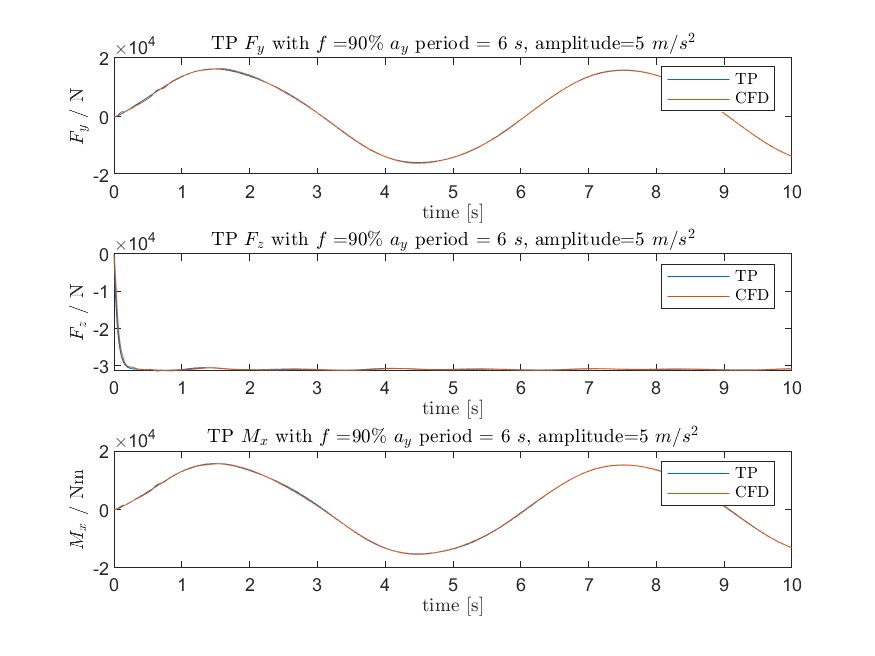 TP F_y with f =90% a_y period = 6 s, amplitude=5 m/s^2
×10^4
2
0
-2
F_y / N
TP
CFD
0 1 2 3 4 5 6 7 8 9 10
time [s]
TP F_z with f =90% a_y period = 6 s, amplitude=5 m/s^2
×10^4
0
-1
-2
-3
F_z / N
TP
CFD
0 1 2 3 4 5 6 7 8 9 10
time [s]
TP M_x with f =90% a_y period = 6 s, amplitude=5 m/s^2
×10^4
2
0
-2
M_x / Nm
TP
CFD
0 1 2 3 4 5 6 7 8 9 10
time [s]